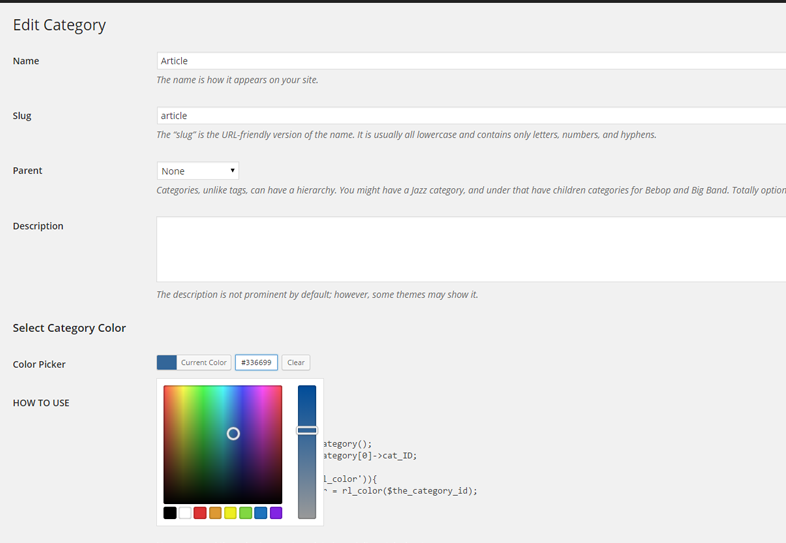 Edit Category
Name
Article
The name is how it appears on your site.
Slug
article
The “slug” is the URL-friendly version of the name. It is usually all lowercase and contains only letters, numbers, and hyphens.
Parent
None
Categories, unlike tags, can have a hierarchy. You might have a Jazz category, and under that have children categories for Bebop and Big Band. Totally option
Description
The description is not prominent by default; however, some themes may show it.
Select Category Color
Color Picker
Current Color
#336699
Clear
HOW TO USE
ategory();
ategory[0]->cat_ID;
l_color')){
r = rl_color($the_category_id);